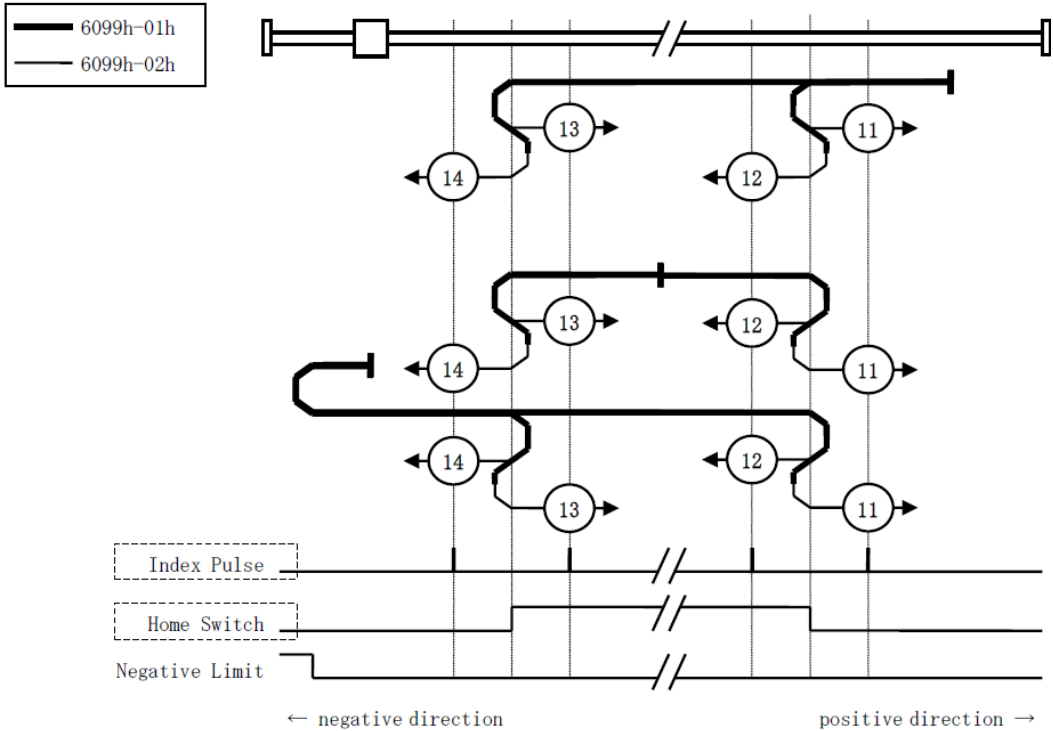 6099h-01h
6099h-02h
13
11
14
12
13
12
14
11
14
12
13
11
Index Pulse
Home Switch
Negative Limit
← negative direction
positive direction →